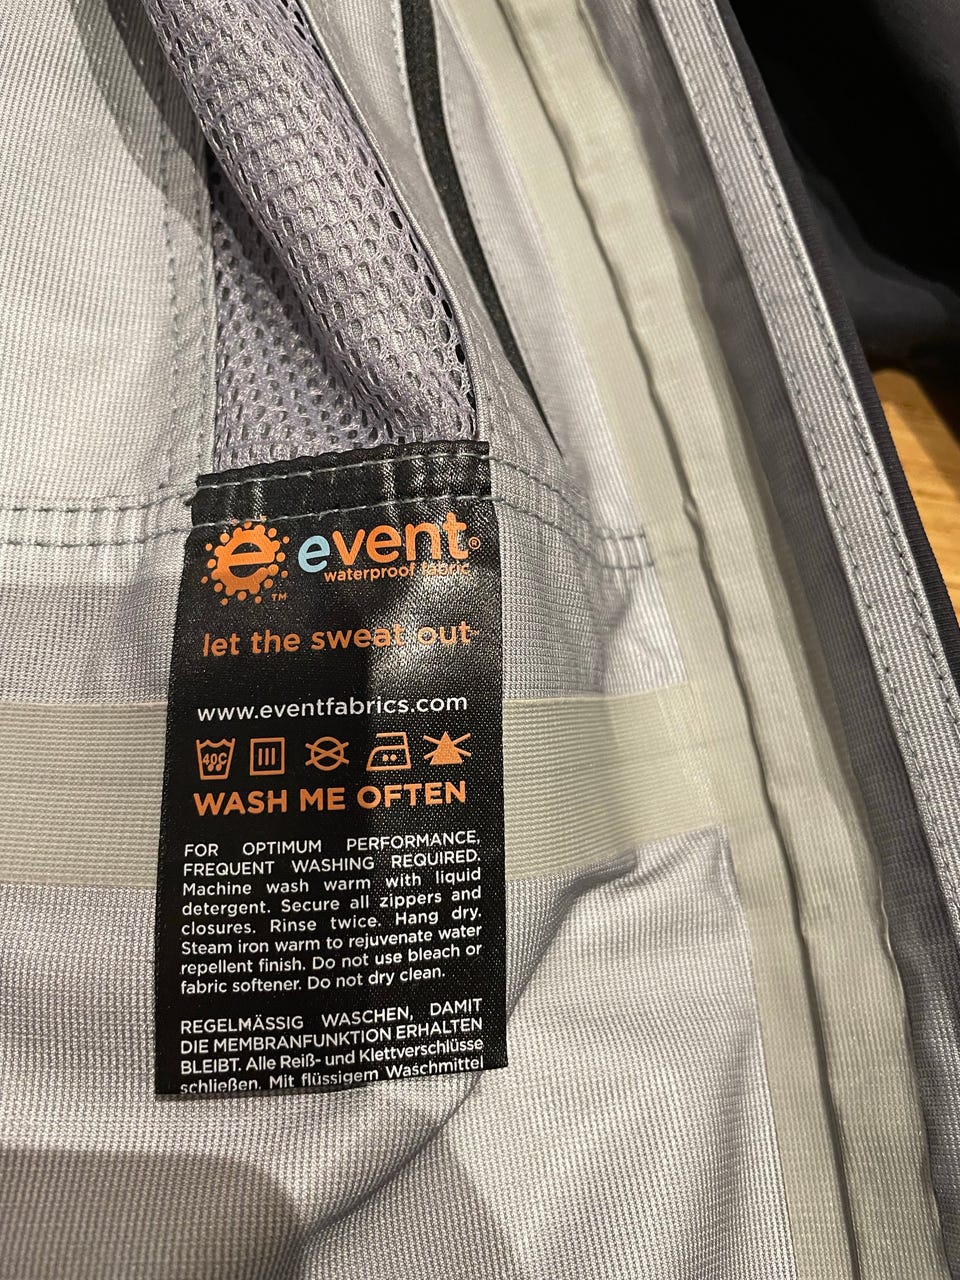 e event®
waterproof fabric
™
let the sweat out™
www.eventfabrics.com
40C
WASH ME OFTEN
FOR OPTIMUM PERFORMANCE,
FREQUENT WASHING REQUIRED.
Machine wash warm with liquid
detergent. Secure all zippers and
closures. Rinse twice. Hang dry.
Steam iron warm to rejuvenate water
repellent finish. Do not use bleach or
fabric softener. Do not dry clean.
REGELMÄSSIG WASCHEN, DAMIT
DIE MEMBRANFUNKTION ERHALTEN
BLEIBT. Alle Reiß- und Klettverschlüsse
schließen. Mit flüssigem Waschmittel